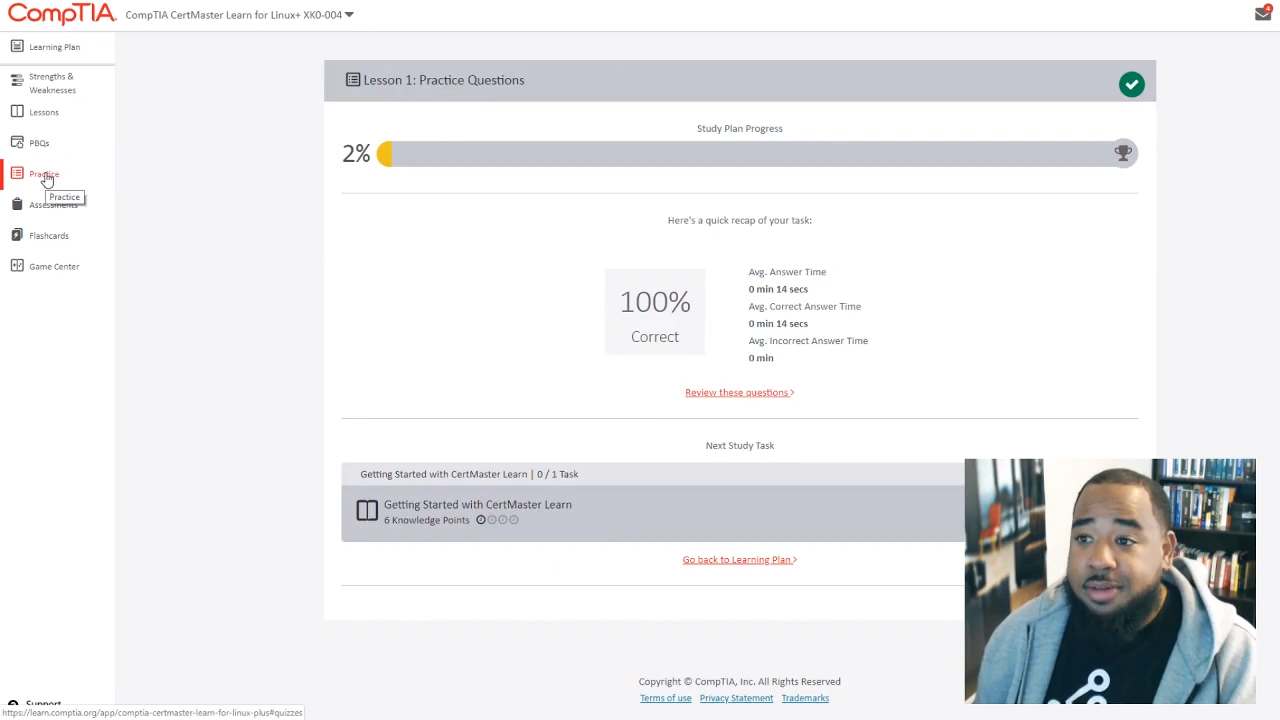 CompTIA.
CompTIA CertMaster Learn for Linux+ XK0-004
4
Learning Plan
Strengths &
Weaknesses
Lessons
PBQs
Practice
Practice
Assessments
Flashcards
Game Center
Lesson 1: Practice Questions
Study Plan Progress
2%
Here's a quick recap of your task:
100%
Correct
Avg. Answer Time
0 min 14 secs
Avg. Correct Answer Time
0 min 14 secs
Avg. Incorrect Answer Time
0 min
Review these questions
Next Study Task
Getting Started with CertMaster Learn | 0 / 1 Task
Getting Started with CertMaster Learn
6 Knowledge Points
Go back to Learning Plan
Copyright © CompTIA, Inc. All Rights Reserved
Terms of use Privacy Statement Trademarks
Support
https://learn.comptia.org/app/comptia-certmaster-learn-for-linux-plus#quizzes